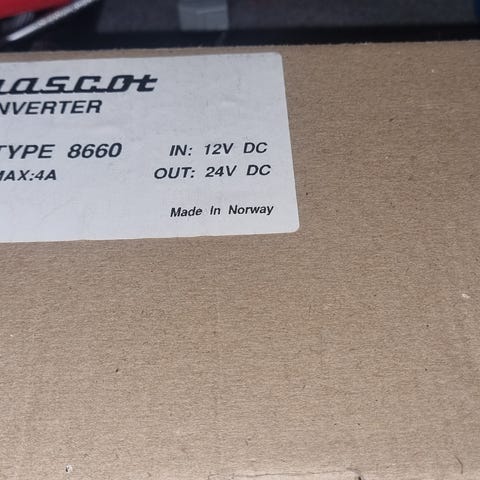 nascot
NVERTER
TYPE 8660 IN: 12V DC
MAX:4A OUT: 24V DC
Made in Norway